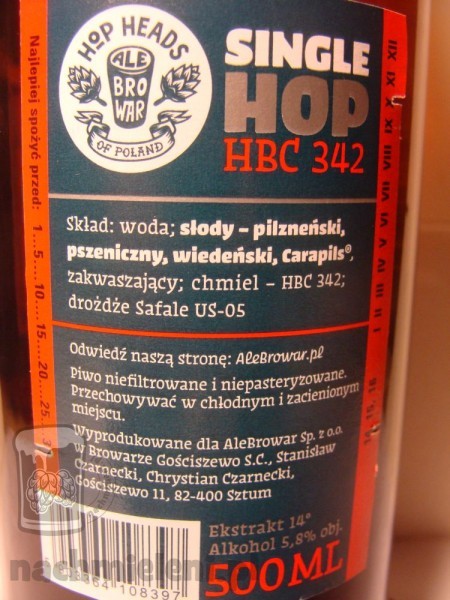 HOP HEADS
ALE
BRO
WAR
OF POLAND
SINGLE
HOP
HBC 342
Skład: woda; słody – pilzneński,
pszeniczny, wiedeński, Carapils®,
zakwaszający; chmiel – HBC 342;
drożdże Safale US-05
Odwiedź naszą stronę: AleBrowar.pl
Piwo niefiltrowane i niepasteryzowane.
Przechowywać w chłodnym i zacienionym
miejscu.
Wyprodukowane dla AleBrowar Sp. z o.o.
w Browarze Gościszewo S.C., Stanisław
Czarnecki, Chrystian Czarnecki,
Gościszewo 11, 82-400 Sztum
Ekstrakt 14°
Alkohol 5,8% obj.
500ML
108397
Najlepiej spożyć przed: 1...5...10...15...20...25...
I II III IV V VI VII VIII IX X XI XII
15, 16